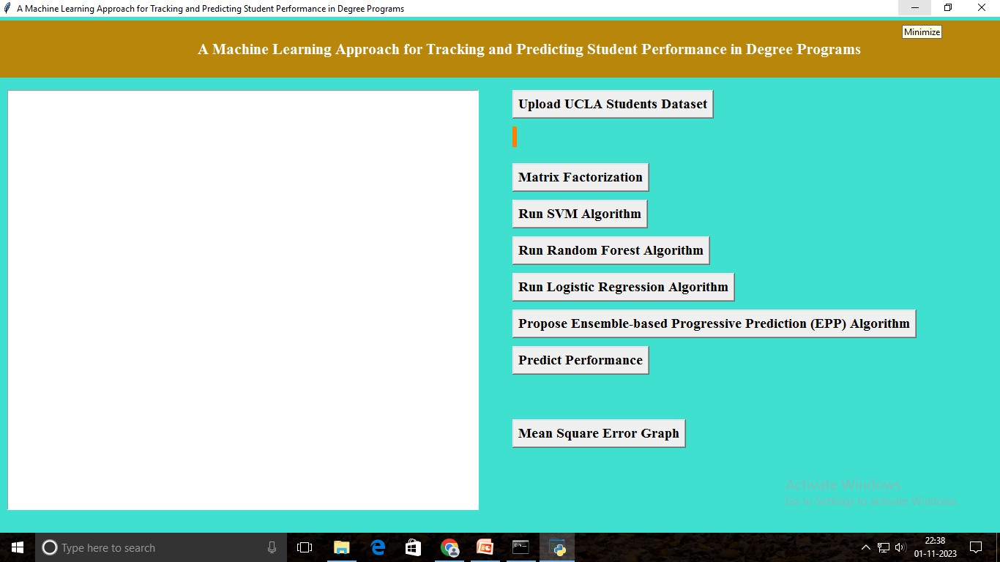 A Machine Learning Approach for Tracking and Predicting Student Performance in Degree Programs
Minimize
A Machine Learning Approach for Tracking and Predicting Student Performance in Degree Programs
Upload UCLA Students Dataset
Matrix Factorization
Run SVM Algorithm
Run Random Forest Algorithm
Run Logistic Regression Algorithm
Propose Ensemble-based Progressive Prediction (EPP) Algorithm
Predict Performance
Mean Square Error Graph
Activate Windows
Go to Settings to activate Windows.
Type here to search
22:38
01-11-2023